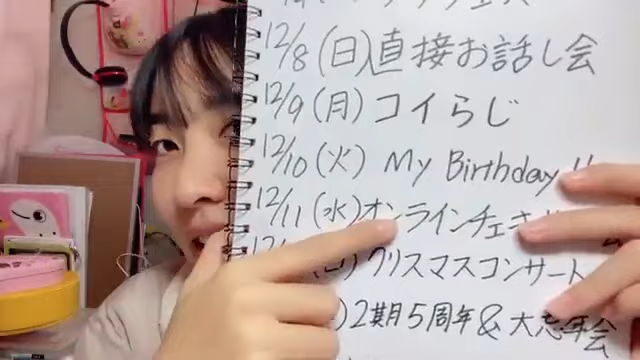 12/8 (日) 直接お話し会
12/9 (月) コイらじ
12/10 (火) My Birthday !!
12/11 (水) オンラインチェキ
クリスマスコンサート
) 2期5周年 & 大忘年会